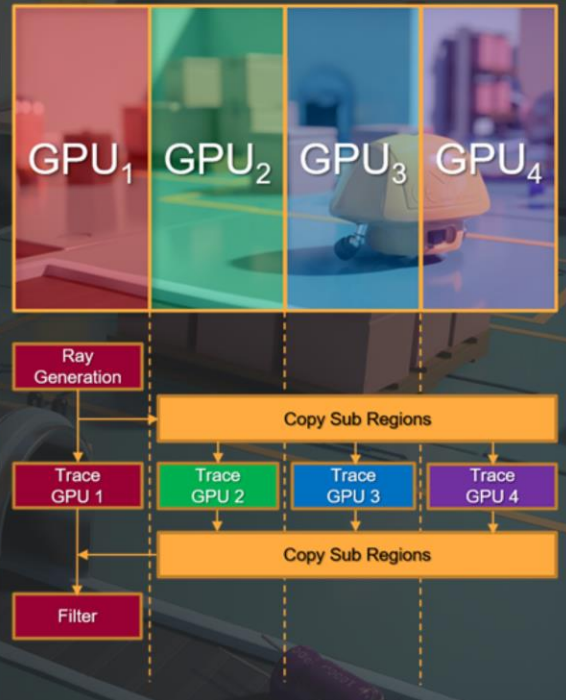 GPU₁ GPU₂ GPU₃ GPU₄
Ray
Generation
Copy Sub Regions
Trace
GPU 1
Trace
GPU 2
Trace
GPU 3
Trace
GPU 4
Copy Sub Regions
Filter